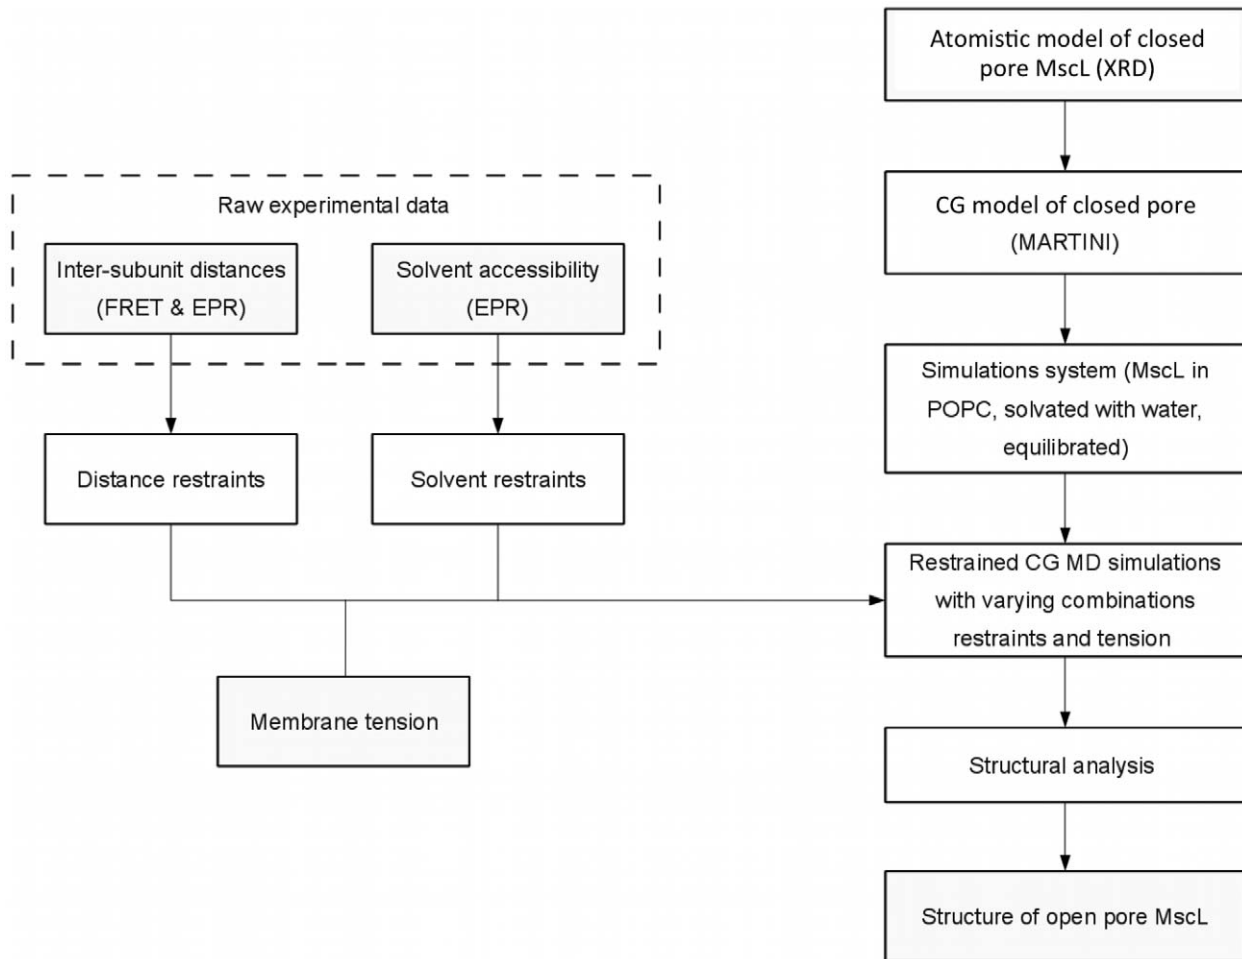 Atomistic model of closed
pore MscL (XRD)
Raw experimental data
CG model of closed pore
(MARTINI)
Inter-subunit distances
(FRET & EPR)
Solvent accessibility
(EPR)
Simulations system (MscL in
POPC, solvated with water,
equilibrated)
Distance restraints
Solvent restraints
Restrained CG MD simulations
with varying combinations
restraints and tension
Membrane tension
Structural analysis
Structure of open pore MscL